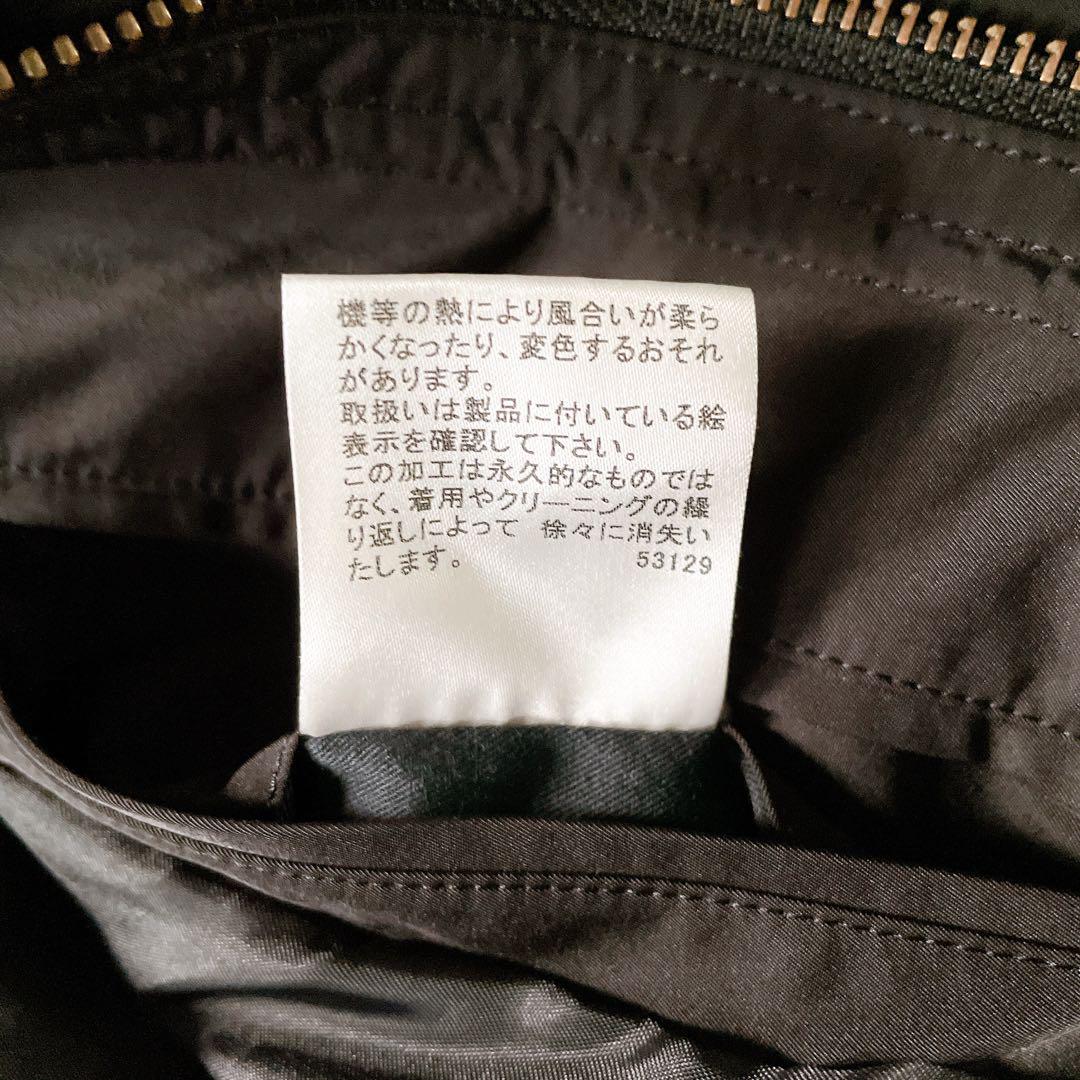 機等の熱により風合いが柔ら
かくなったり、変色するおそれ
があります。
取扱いは製品に付いている絵
表示を確認して下さい。
この加工は永久的なものでは
なく、着用やクリーニングの繰
り返しによって 徐々に消失い
たします。 53129